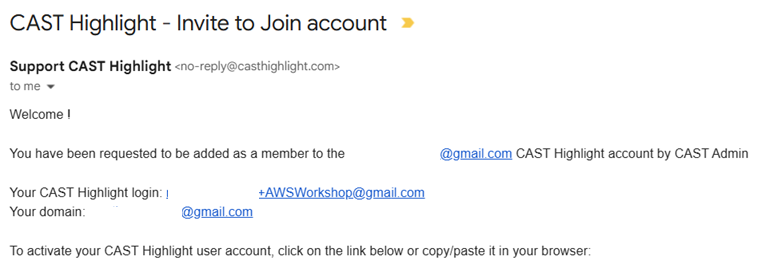 CAST Highlight - Invite to Join account
Support CAST Highlight <no-reply@casthighlight.com>
to me
Welcome !
You have been requested to be added as a member to the @gmail.com CAST Highlight account by CAST Admin
Your CAST Highlight login: +AWSWorkshop@gmail.com
Your domain: @gmail.com
To activate your CAST Highlight user account, click on the link below or copy/paste it in your browser: